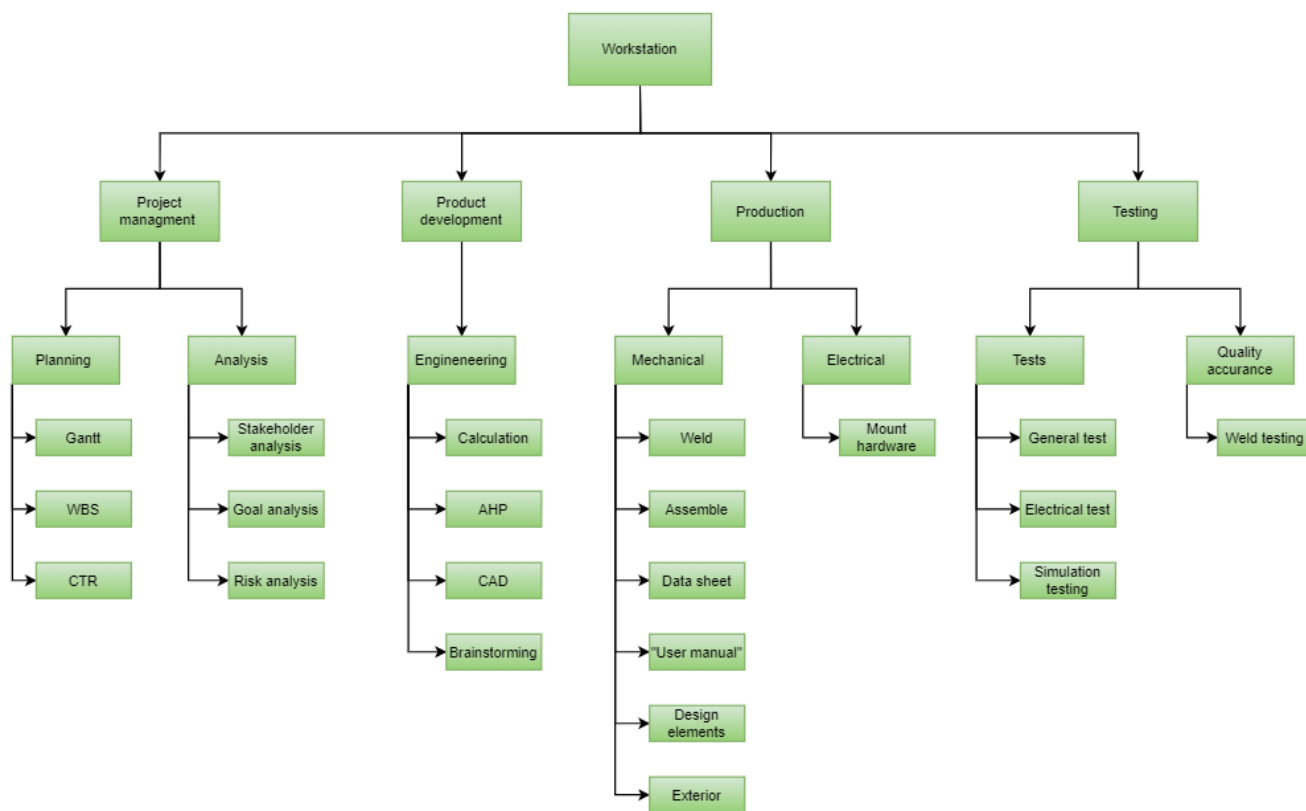 Workstation
Project
managment
Product
development
Production
Testing
Planning
Analysis
Engineneering
Mechanical
Electrical
Tests
Quality
accurance
Gantt
Stakeholder
analysis
Calculation
Weld
Mount
hardware
General test
Weld testing
WBS
Goal analysis
AHP
Assemble
Electrical test
CTR
Risk analysis
CAD
Data sheet
Simulation
testing
Brainstorming
"User manual"
Design
elements
Exterior